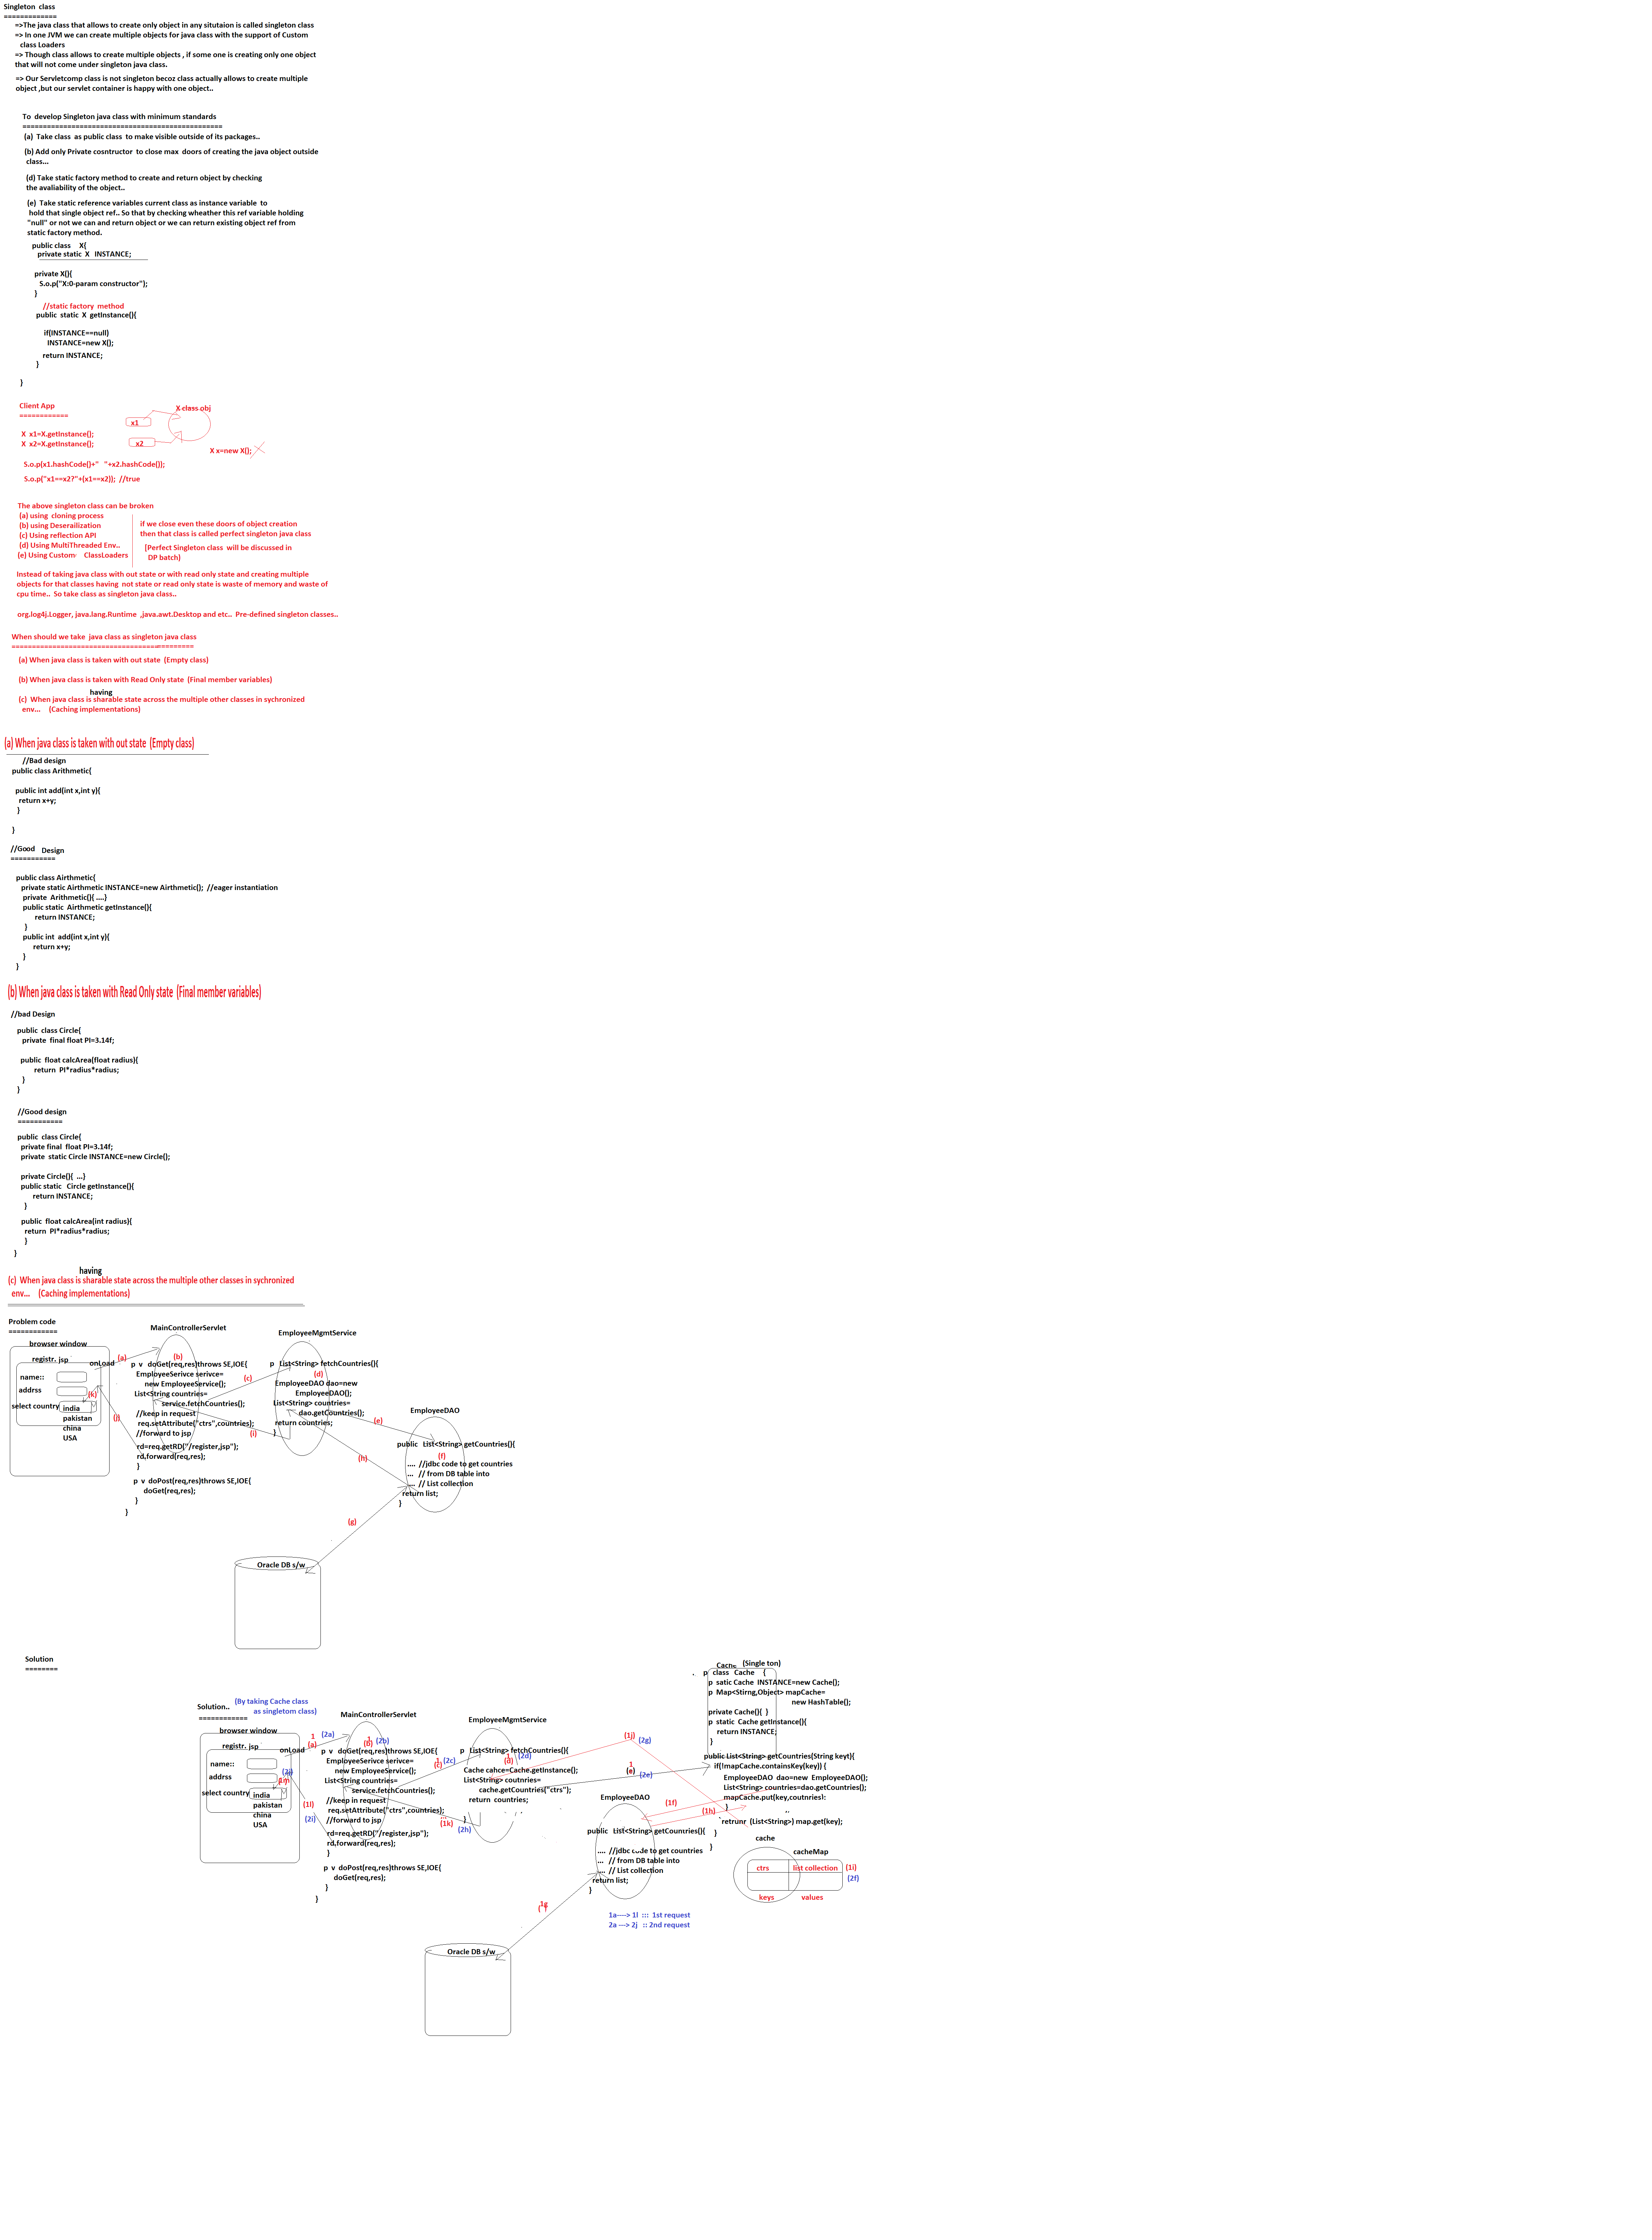 Singleton class
=============
=>The java class that allows to create only object in any situtaion is called singleton class
=> In one JVM we can create multiple objects for java class with the support of Custom
class Loaders
=> Though class allows to create multiple objects , if some one is creating only one object
that will not come under singleton java class.
=> Our Servletcomp class is not singleton becoz class actually allows to create multiple
object ,but our servlet container is happy with one object..
To develop Singleton java class with minimum standards
=================================================
(a) Take class as public class to make visible outside of its packages..
(b) Add only Private cosntructor to close max doors of creating the java object outside
class...
(d) Take static factory method to create and return object by checking
the avaliability of the object..
(e) Take static reference variables current class as instance variable to
hold that single object ref.. So that by checking wheather this ref variable holding
"null" or not we can and return object or we can return existing object ref from
static factory method.
public class X{
private static X INSTANCE;
private X(){
S.o.p("X:0-param constructor");
}
//static factory method
public static X getInstance(){
if(INSTANCE==null)
INSTANCE=new X();
return INSTANCE;
}
}
Client App
============
X class obj
x1
X x1=X.getInstance();
X x2=X.getInstance();
x2
X x=new X();
S.o.p(x1.hashCode()+" "+x2.hashCode());
S.o.p("x1==x2?"+(x1==x2)); //true
The above singleton class can be broken
(a) using cloning process
(b) using Deserailization
(c) Using reflection API
(d) Using MultiThreaded Env..
(e) Using Custom ClassLoaders
if we close even these doors of object creation
then that class is called perfect singleton java class
[Perfect Singleton class will be discussed in
DP batch)
Instead of taking java class with out state or with read only state and creating multiple
objects for that classes having not state or read only state is waste of memory and waste of
cpu time.. So take class as singleton java class..
org.log4j.Logger, java.lang.Runtime ,java.awt.Desktop and etc.. Pre-defined singleton classes..
When should we take java class as singleton java class
=============================================
(a) When java class is taken with out state (Empty class)
(b) When java class is taken with Read Only state (Final member variables)
having
(c) When java class is sharable state across the multiple other classes in sychronized
env... (Caching implementations)
(a) When java class is taken with out state (Empty class)
//Bad design
public class Arithmetic{
public int add(int x,int y){
return x+y;
}
}
//Good Design
===========
public class Airthmetic{
private static Airthmetic INSTANCE=new Airthmetic(); //eager instantiation
private Arithmetic(){ ....}
public static Airthmetic getInstance(){
return INSTANCE;
}
public int add(int x,int y){
return x+y;
}
}
(b) When java class is taken with Read Only state (Final member variables)
//bad Design
public class Circle{
private final float PI=3.14f;
public float calcArea(float radius){
return PI*radius*radius;
}
}
//Good design
===========
public class Circle{
private final float PI=3.14f;
private static Circle INSTANCE=new Circle();
private Circle(){ ...}
public static Circle getInstance(){
return INSTANCE;
}
public float calcArea(int radius){
return PI*radius*radius;
}
}
having
(c) When java class is sharable state across the multiple other classes in sychronized
env... (Caching implementations)
Problem code
============
browser window
registr. jsp
onLoad
name::
addrss
select country
india
pakistan
china
USA
(a)
(k)
(j)
MainControllerServlet
(b)
p v doGet(req,res)throws SE,IOE{
EmployeeSerivce serivce=
new EmployeeService();
List<String countries=
service.fetchCountries();
//keep in request
req.setAttribute("ctrs",countries);
//forward to jsp
rd=req.getRD("/register,jsp");
rd,forward(req,res);
}
p v doPost(req,res)throws SE,IOE{
doGet(req,res);
}
}
(c)
(i)
EmployeeMgmtService
p List<String> fetchCountries(){
(d)
EmployeeDAO dao=new
EmployeeDAO();
List<String> countries=
dao.getCountries();
return countries;
}
(e)
(h)
EmployeeDAO
public List<String> getCountries(){
(f)
.... //jdbc code to get countries
... // from DB table into
.... // List collection
return list;
}
(g)
Oracle DB s/w
Solution
========
Solution.. (By taking Cache class
as singletom class)
============
browser window
registr. jsp
onLoad
name::
addrss
select country
india
pakistan
china
USA
1
(a)
(2a)
(2j)
(1m
(1l)
(2i)
MainControllerServlet
1
(b)
(2b)
p v doGet(req,res)throws SE,IOE{
EmployeeSerivce serivce=
new EmployeeService();
List<String countries=
service.fetchCountries();
//keep in request
req.setAttribute("ctrs",countries);
//forward to jsp
rd=req.getRD("/register,jsp");
rd,forward(req,res);
}
p v doPost(req,res)throws SE,IOE{
doGet(req,res);
}
}
1
(c)
(2c)
(1k)
(2h)
EmployeeMgmtService
p List<String> fetchCountries(){
1
(d)
(2d)
Cache cahce=Cache.getInstance();
List<String> coutnries=
cache.getCountries("ctrs");
return countries;
}
(1j)
(2g)
1
(e)
(2e)
EmployeeDAO
(1f)
(1h)
public List<String> getCountries(){
.... //jdbc code to get countries
... // from DB table into
.... // List collection
return list;
}
1g
Oracle DB s/w
1a----> 1l ::: 1st request
2a ---> 2j :: 2nd request
Cache (Single ton)
p class Cache {
p satic Cache INSTANCE=new Cache();
p Map<Stirng,Object> mapCache=
new HashTable();
private Cache(){ }
p static Cache getInstance(){
return INSTANCE;
}
public List<String> getCountries(String keyt){
if(!mapCache.containsKey(key)) {
EmployeeDAO dao=new EmployeeDAO();
List<String> countries=dao.getCountries();
mapCache.put(key,coutnries);
}
retrunr (List<String>) map.get(key);
}
}
cache
cacheMap
ctrs
list collection
(1i)
(2f)
keys
values